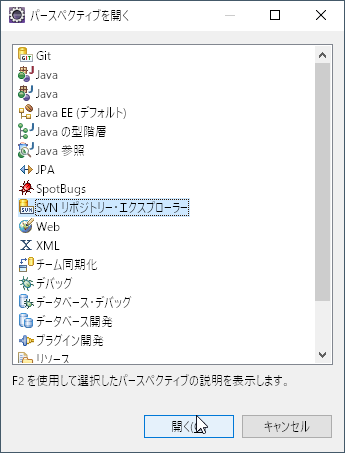 パースペクティブを開く
Git
Java
Java
Java EE (デフォルト)
Java の型階層
Java 参照
JPA
SpotBugs
SVN リポジトリー・エクスプローラー
Web
XML
チーム同期化
デバッグ
データベース・デバッグ
データベース開発
プラグイン開発
リソース
F2 を使用して選択したパースペクティブの説明を表示します。
開く(
キャンセル